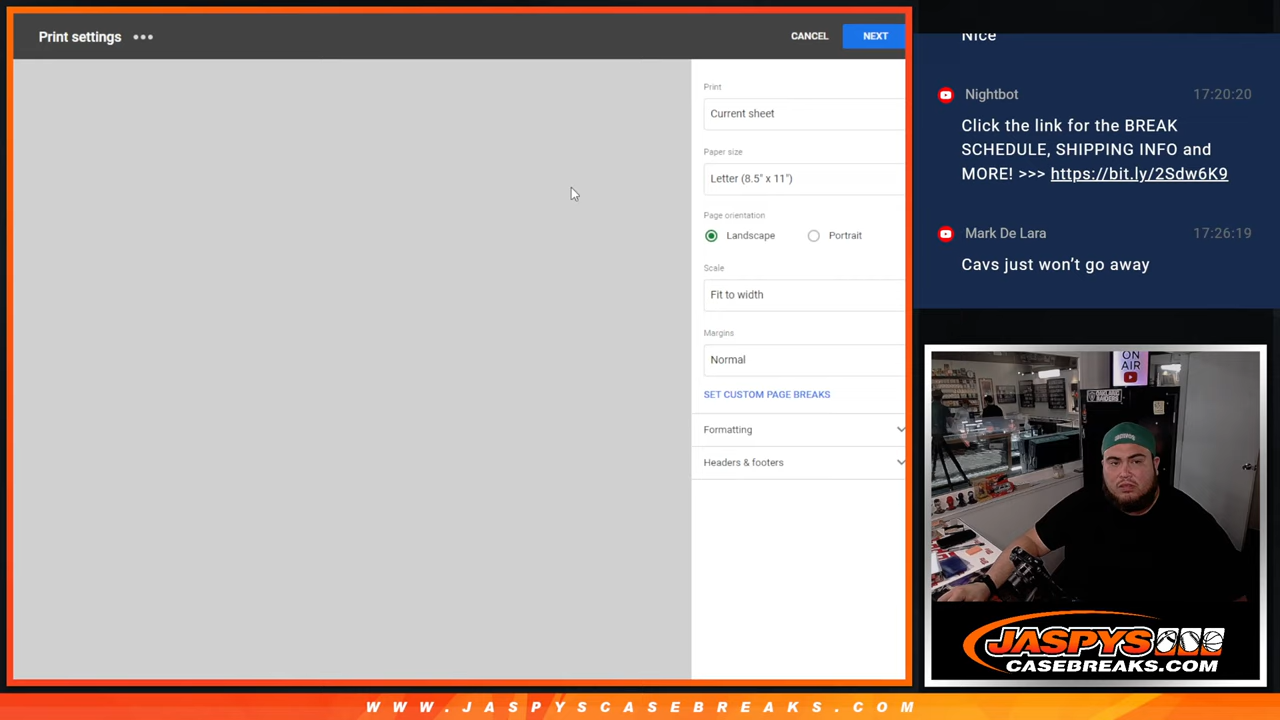 Print settings
CANCEL
NEXT
Print
Current sheet
Paper size
Letter (8.5" x 11")
Page orientation
Landscape
Portrait
Scale
Fit to width
Margins
Normal
SET CUSTOM PAGE BREAKS
Formatting
Headers & footers
Nice
Nightbot 17:20:20
Click the link for the BREAK
SCHEDULE, SHIPPING INFO and
MORE! >>> https://bit.ly/2Sdw6K9
Mark De Lara 17:26:19
Cavs just won't go away
ON
AIR
JASPYS
CASEBREAKS.COM
WWW.JASPYSCASEBREAKS.COM